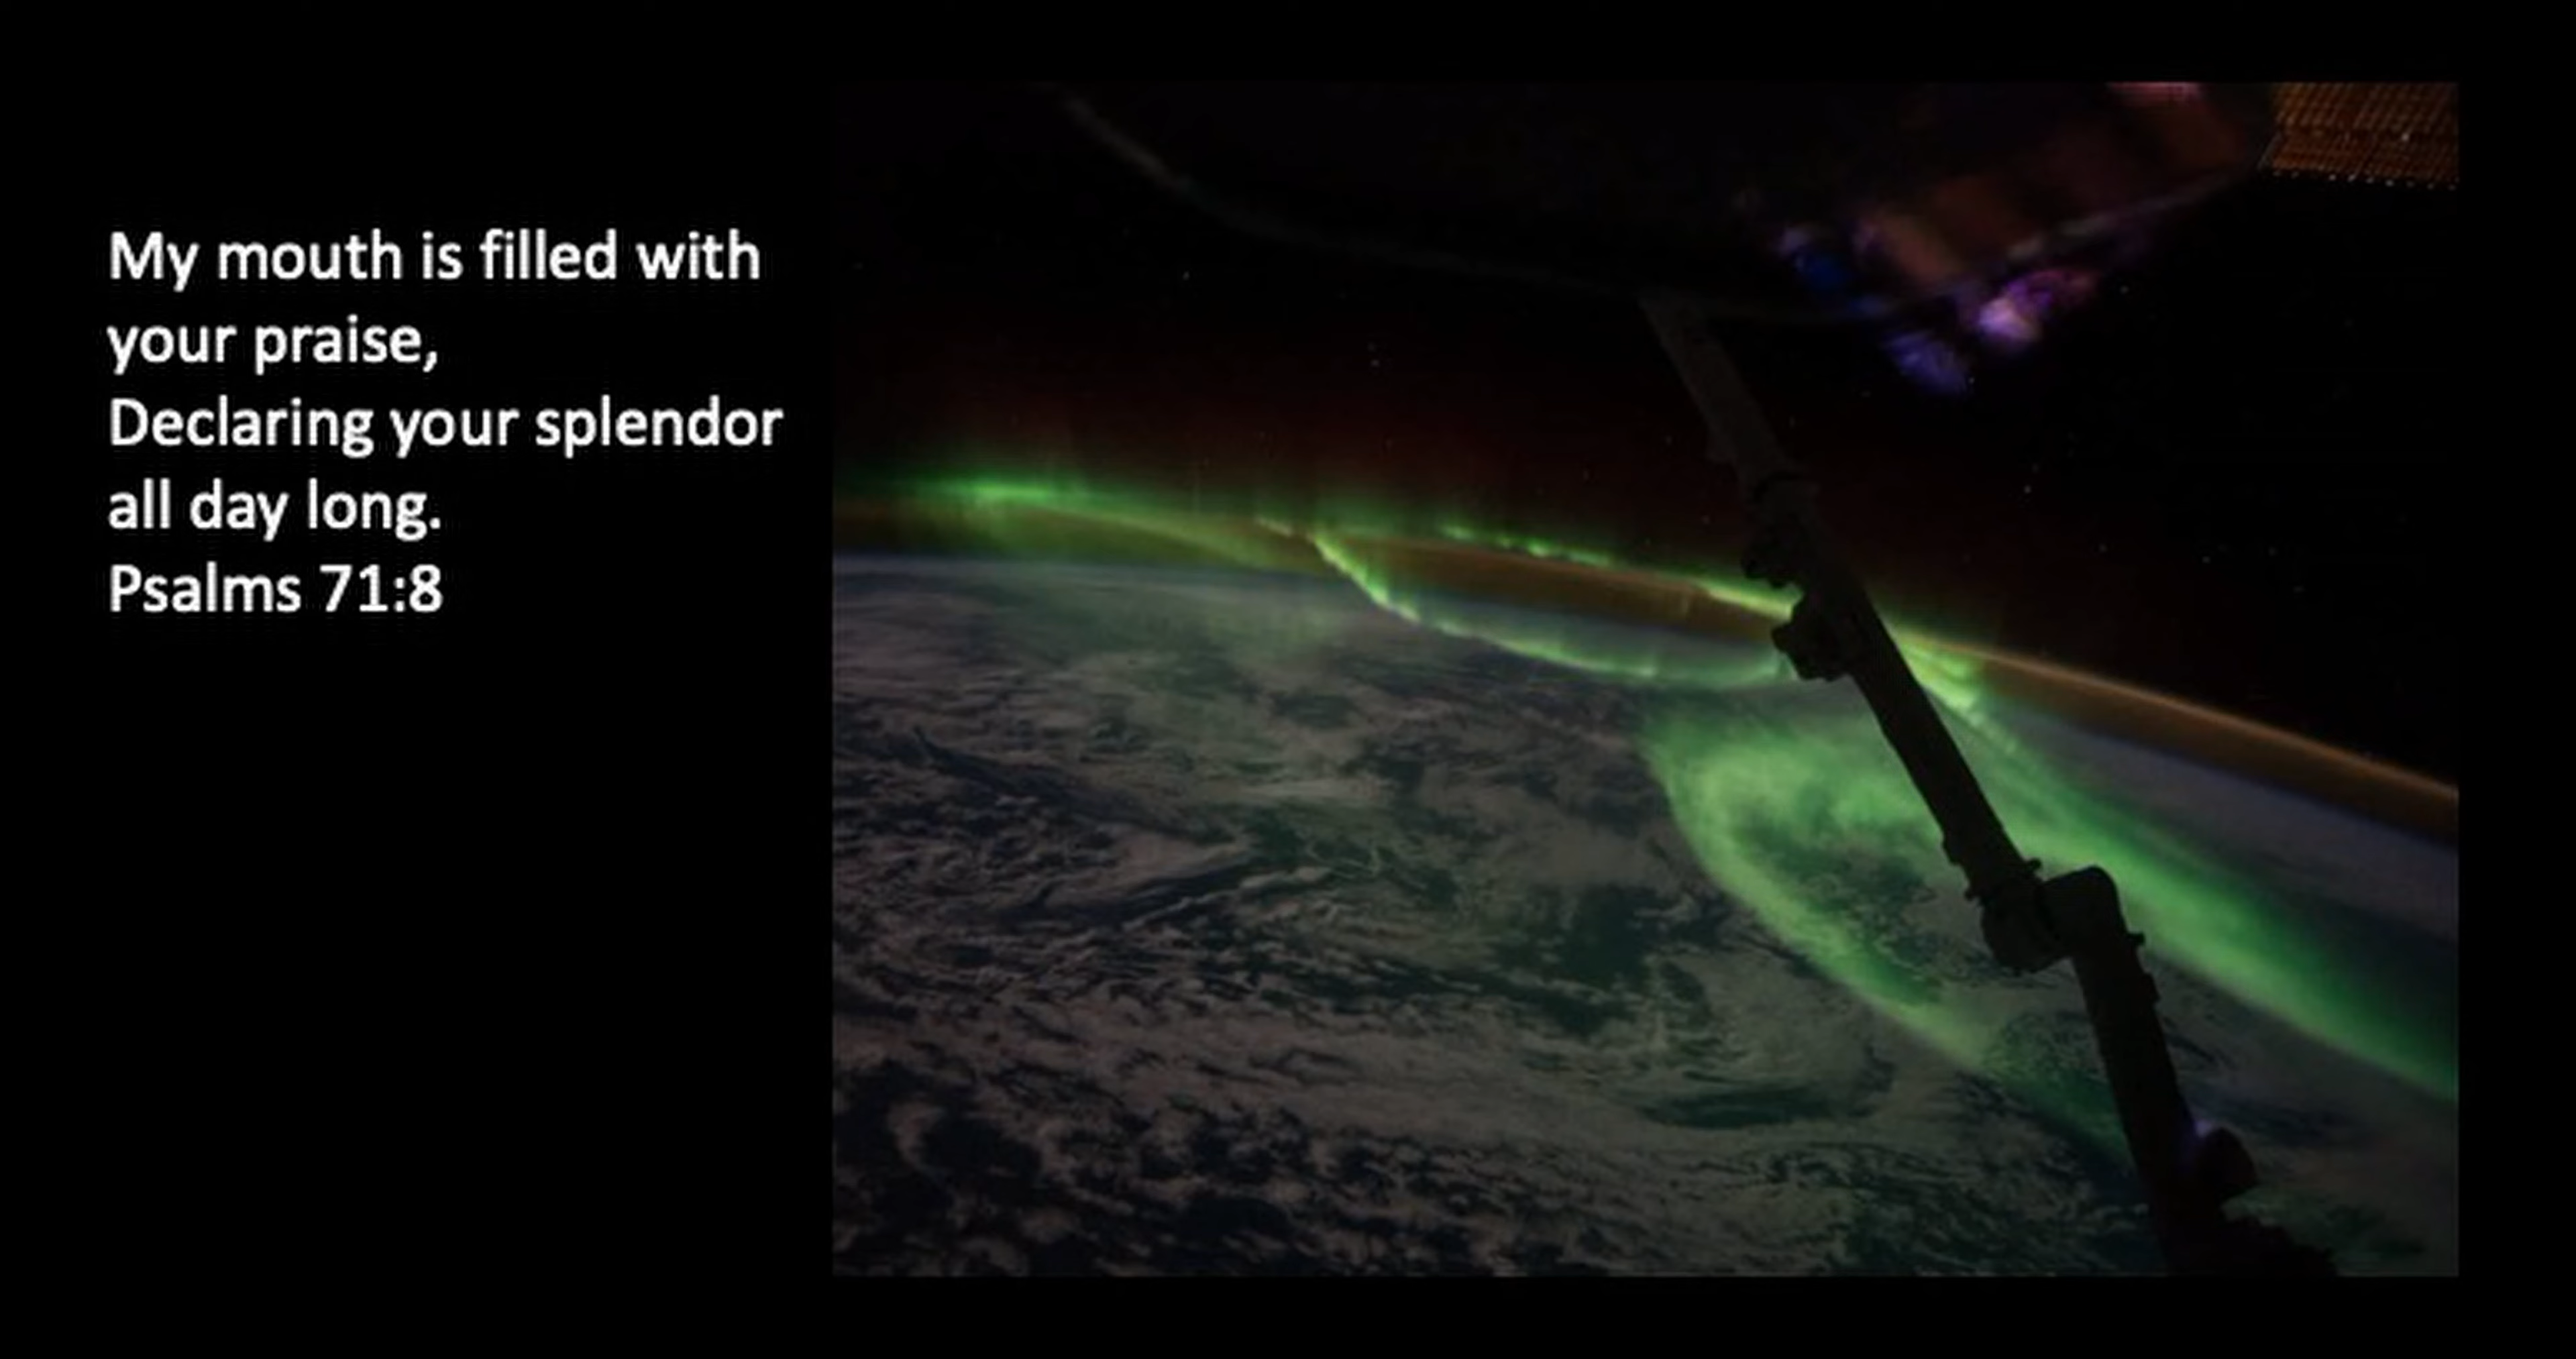 My mouth is filled with
your praise,
Declaring your splendor
all day long.
Psalms 71:8